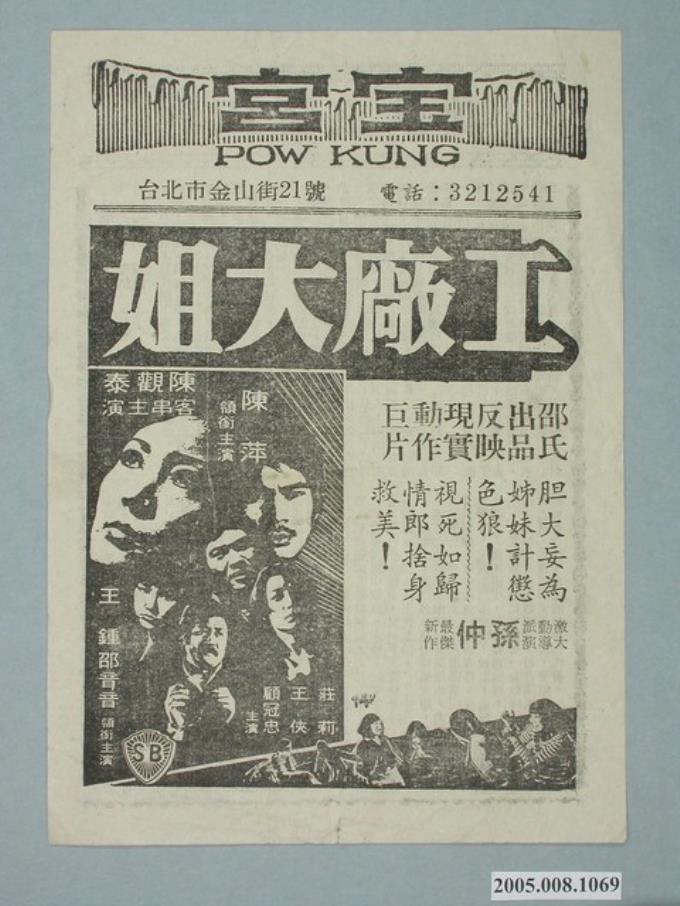 宝宮
POW KUNG
台北市金山街21號
電話：3212541
工廠大姐
邵氏
出品
反映
現實
動作
巨片
胆大妄為
姊妹計懲
色狼！
視死如歸
情郎捨身
救美！
激大
動導
派演
孫仲
最傑
新作
陳萍
領銜主演
陳觀泰
客串主演
王鍾
邵音音
領銜主演
莊莉
王俠
顧冠忠
主演
SB
2005.008.1069